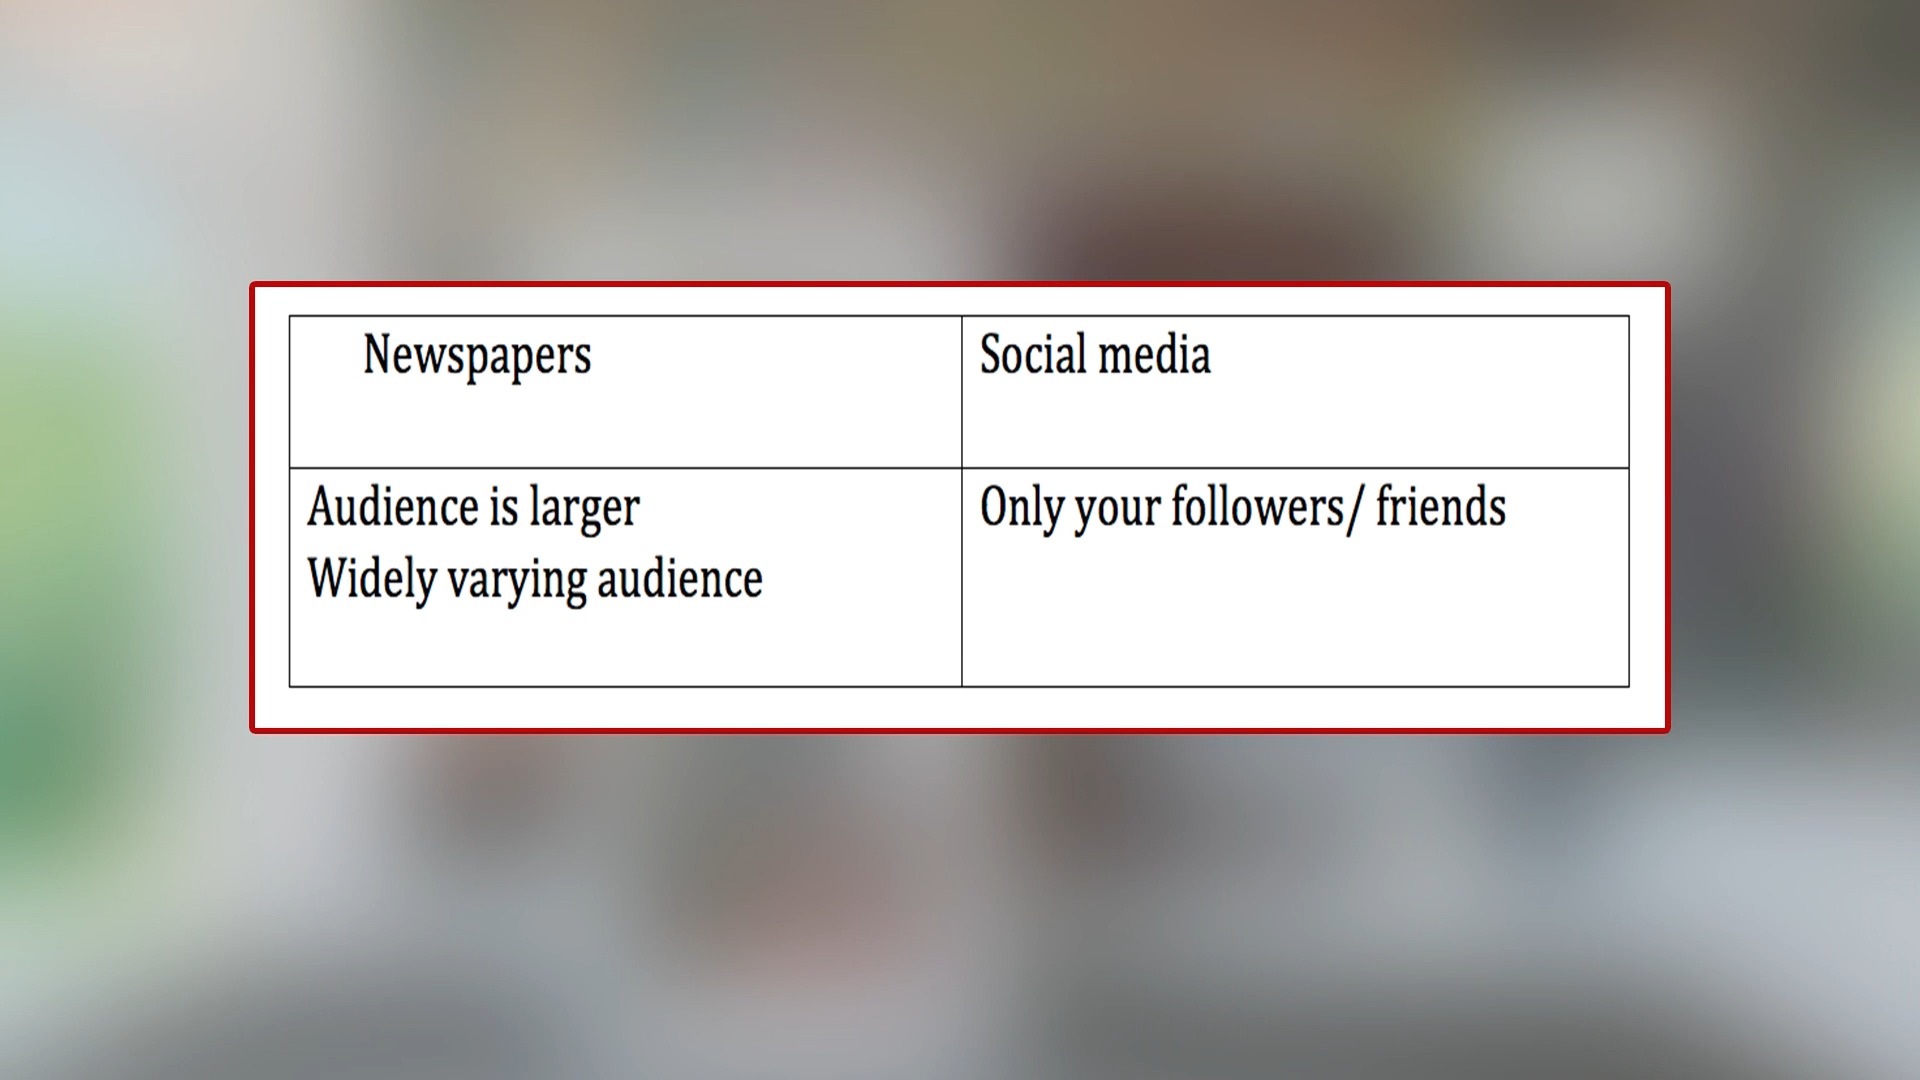 Newspapers
Social media
Audience is larger
Widely varying audience
Only your followers/ friends